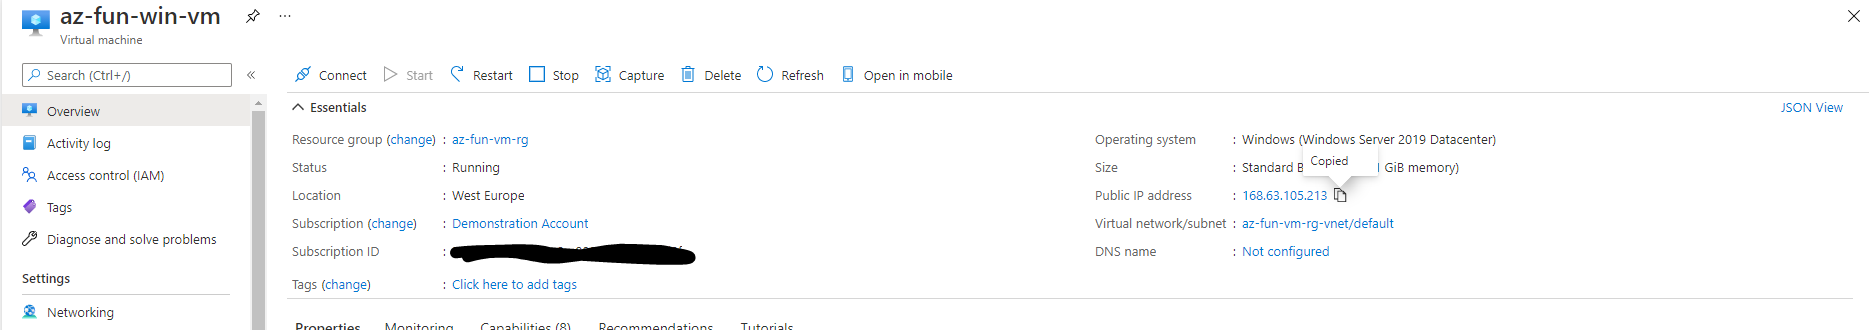 az-fun-win-vm
Virtual machine
Search (Ctrl+/)
Connect Start Restart Stop Capture Delete Refresh Open in mobile
Overview
Activity log
Access control (IAM)
Tags
Diagnose and solve problems
Settings
Networking
Essentials
JSON View
Resource group (change) : az-fun-vm-rg
Status : Running
Location : West Europe
Subscription (change) : Demonstration Account
Subscription ID :
Tags (change) : Click here to add tags
Operating system : Windows (Windows Server 2019 Datacenter)
Copied
Size : Standard GiB memory)
Public IP address : 168.63.105.213
Virtual network/subnet : az-fun-vm-rg-vnet/default
DNS name : Not configured
Properties Monitoring Capabilities (8) Recommendations Tutorials